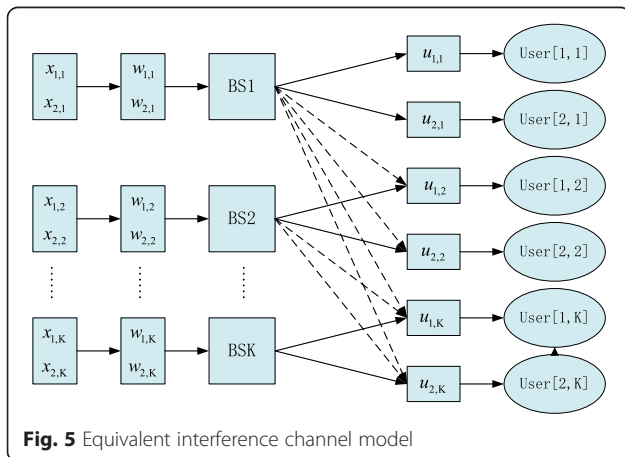 x1,1
x2,1
w1,1
w2,1
BS1
u1,1
User[1,1]
u2,1
User[2,1]
x1,2
x2,2
w1,2
w2,2
BS2
u1,2
User[1,2]
u2,2
User[2,2]
x1,K
x2,K
w1,K
w2,K
BSK
u1,K
User[1,K]
u2,K
User[2,K]
Fig. 5 Equivalent interference channel model